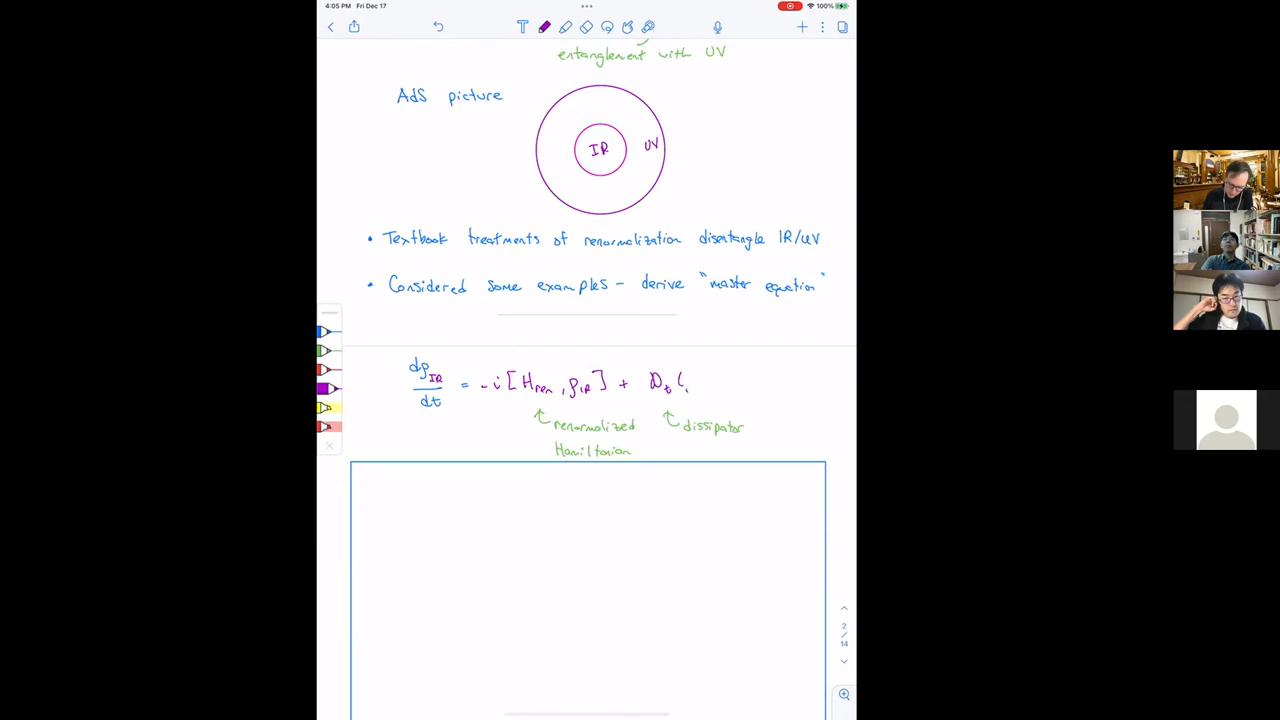 4:05 PM Fri Dec 17
100%
entanglement with UV
AdS picture
IR
UV
• Textbook treatments of renormalization disentangle IR/UV
• Considered some examples - derive "master equation"
dρ_IR/dt = -i[H_ren, ρ_IR] + D_t(.
renormalized
Hamiltonian
dissipator
2
/
14